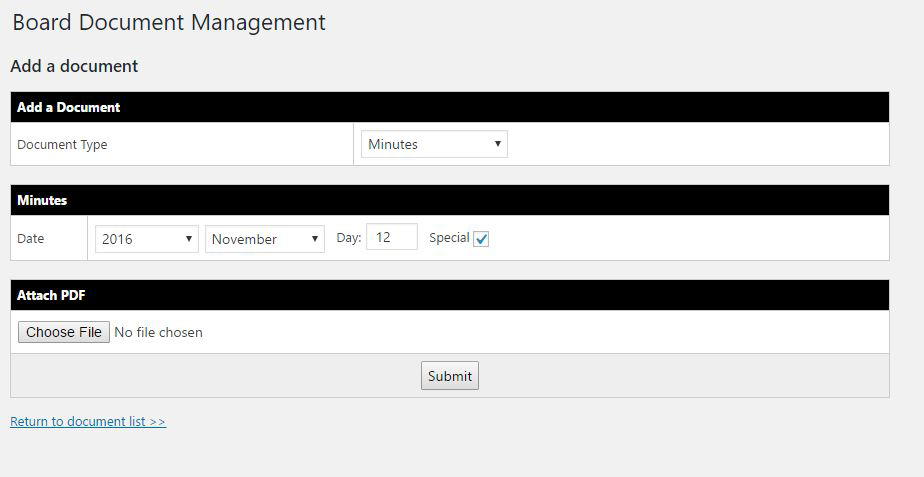 Board Document Management
Add a document
Add a Document
Document Type Minutes
Minutes
Date 2016 November Day: 12 Special
Attach PDF
Choose File No file chosen
Submit
Return to document list >>